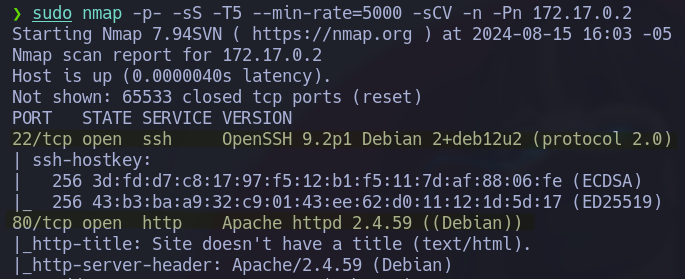 ❯ sudo nmap -p- -sS -T5 --min-rate=5000 -sCV -n -Pn 172.17.0.2
Starting Nmap 7.94SVN ( https://nmap.org ) at 2024-08-15 16:03 -05
Nmap scan report for 172.17.0.2
Host is up (0.0000040s latency).
Not shown: 65533 closed tcp ports (reset)
PORT   STATE SERVICE VERSION
22/tcp open  ssh     OpenSSH 9.2p1 Debian 2+deb12u2 (protocol 2.0)
| ssh-hostkey:
|   256 3d:fd:d7:c8:17:97:f5:12:b1:f5:11:7d:af:88:06:fe (ECDSA)
|_  256 43:b3:ba:a9:32:c9:01:43:ee:62:d0:11:12:1d:5d:17 (ED25519)
80/tcp open  http    Apache httpd 2.4.59 ((Debian))
|_http-title: Site doesn't have a title (text/html).
|_http-server-header: Apache/2.4.59 (Debian)